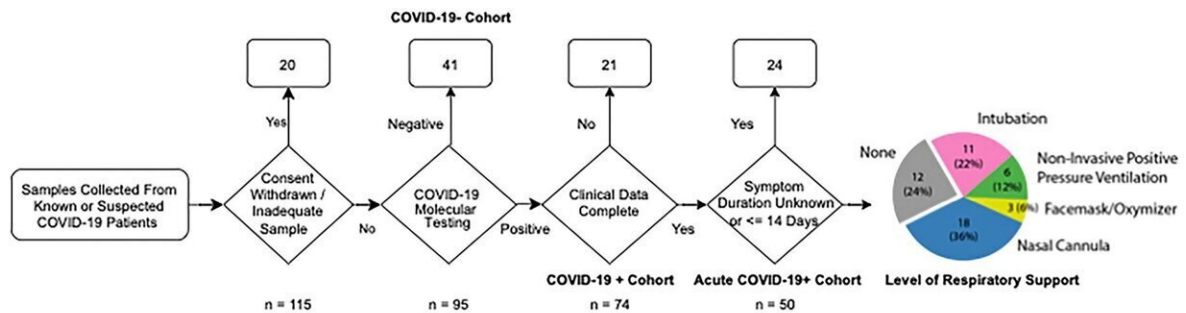 COVID-19- Cohort
20
41
21
24
Yes
Negative
No
Yes
Samples Collected From
Known or Suspected
COVID-19 Patients
Consent
Withdrawn /
Inadequate
Sample
No
COVID-19
Molecular
Testing
Positive
Clinical Data
Complete
Yes
Symptom
Duration Unknown
or <= 14 Days
Intubation
11
(22%)
None
12
(24%)
Non-Invasive Positive
Pressure Ventilation
6
(12%)
Facemask/Oxymizer
3 (6%)
18
(36%)
Nasal Cannula
COVID-19 + Cohort
Acute COVID-19+ Cohort
Level of Respiratory Support
n = 115
n = 95
n = 74
n = 50